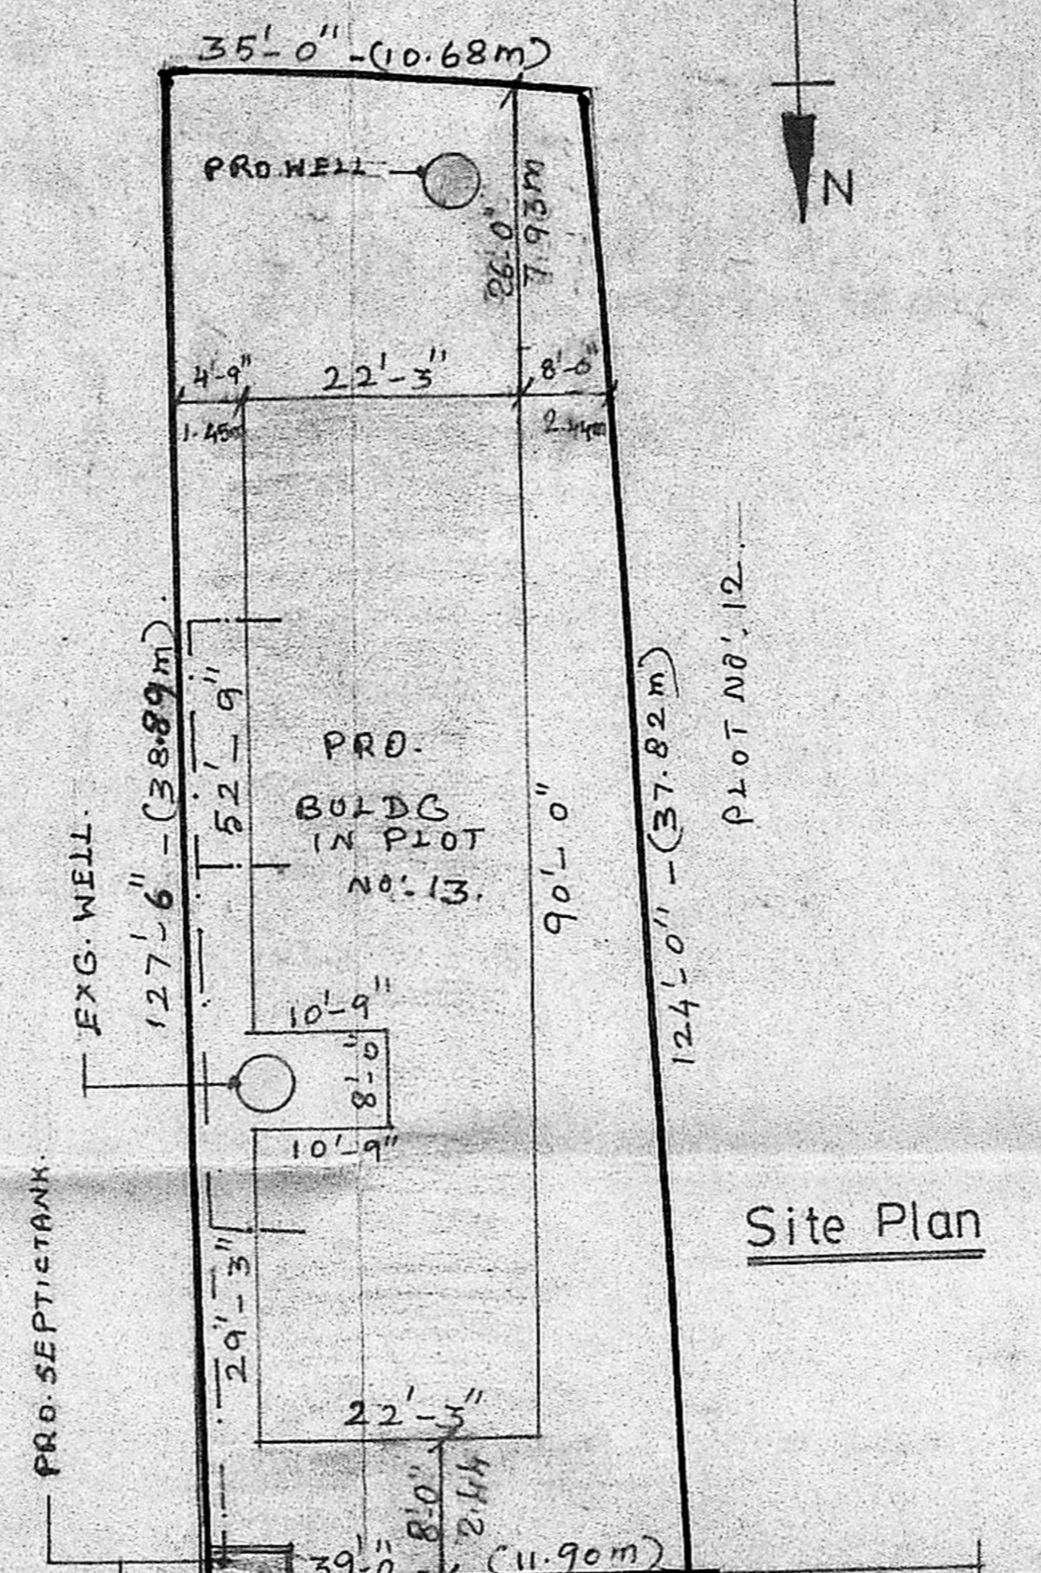 35'-0" - (10.68m)
PRO.WELL
26'-0"
7.93m
N
4'-9"
22'-3"
8'-0"
1.45m
2.44m
PLOT NO:.12.
127'-6" - (38.89m).
52'-9"
PRO.
BULDG
IN PLOT
NO:-13.
90'-0"
124'-0" - (37.82m)
EXG. WELL.
10'-9"
8'-0"
10'-9"
PRO.SEPTICTANK.
Site Plan
29'-3"
22'-3"
8'-0"
2.44
39'-0" (11.90m)